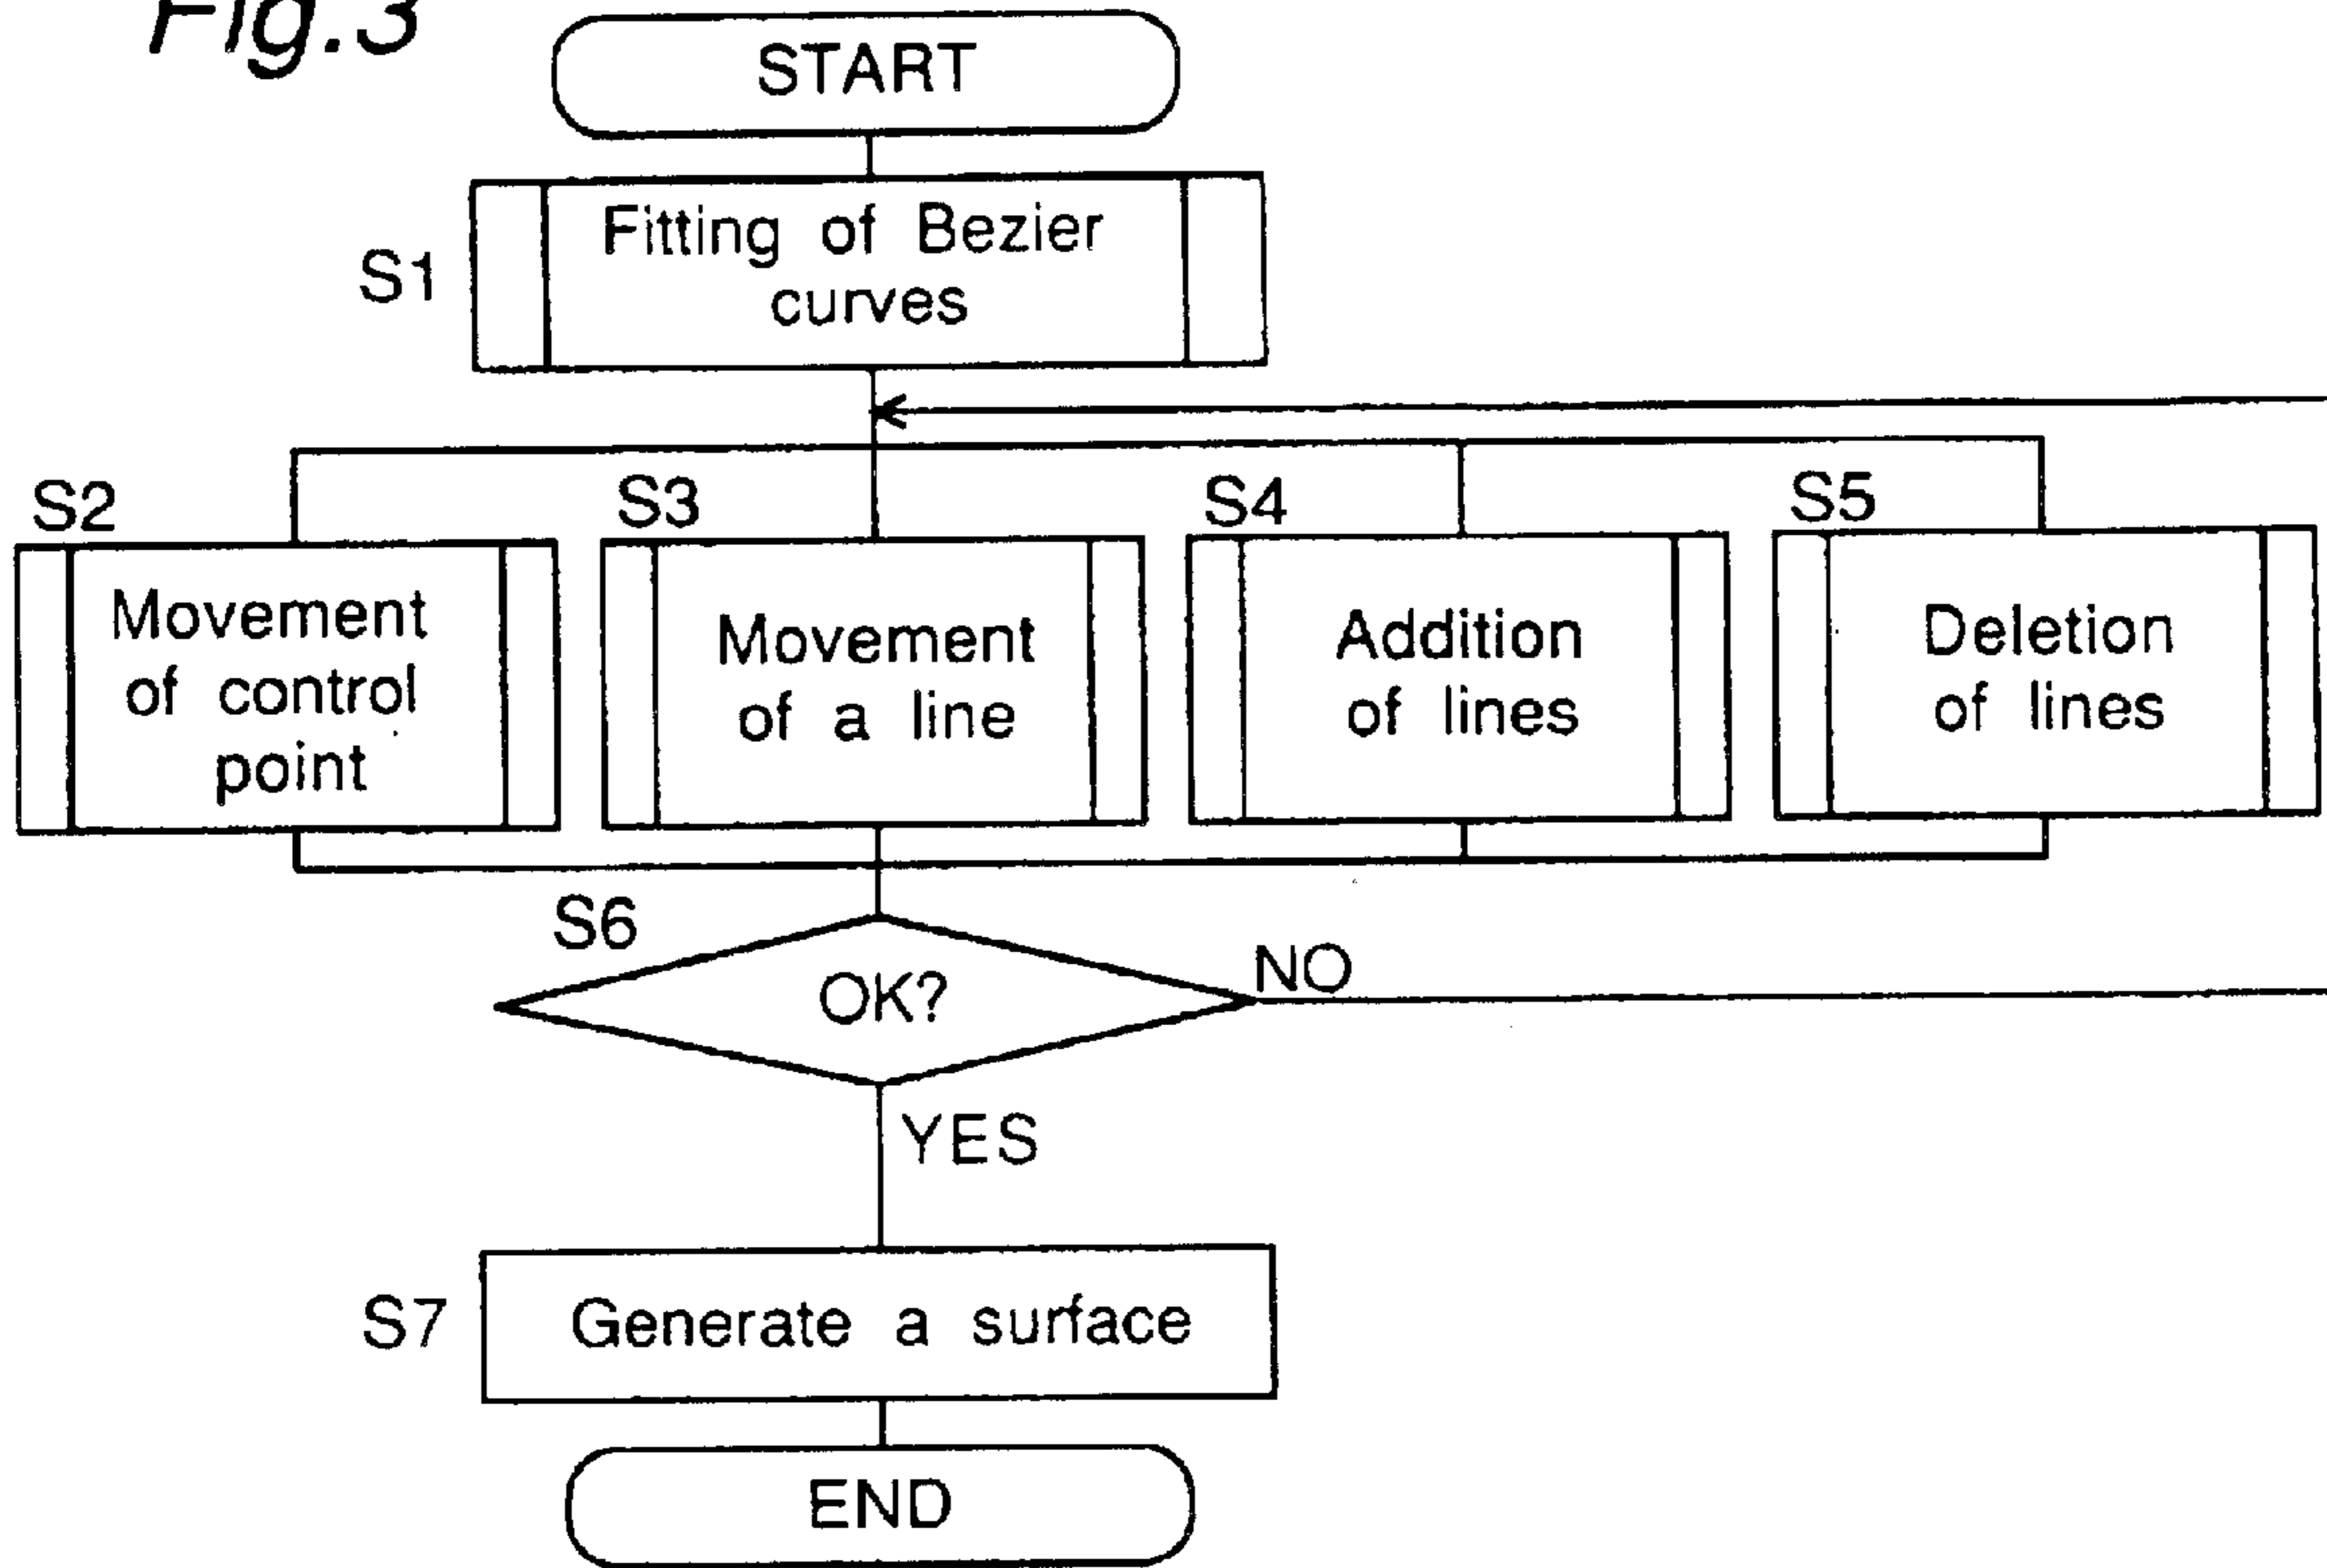 Fig.3
START
S1
Fitting of Bezier
curves
S2
S3
S4
S5
Movement
of control
point
Movement
of a line
Addition
of lines
Deletion
of lines
S6
OK?
NO
YES
S7
Generate a surface
END